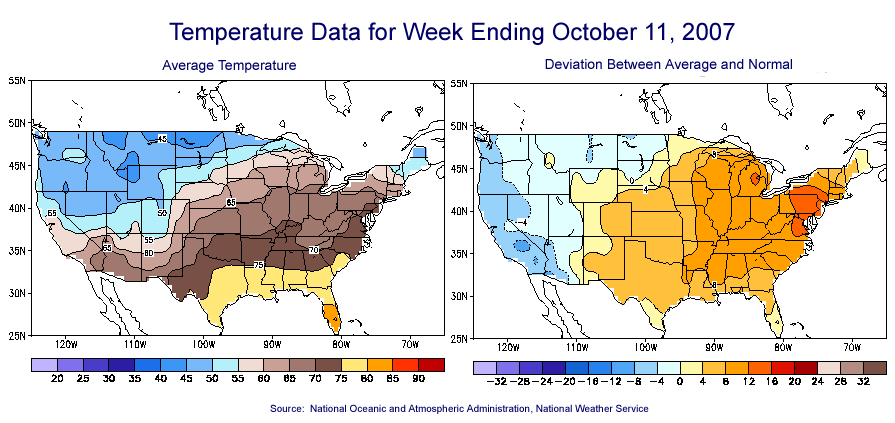 Temperature Data for Week Ending October 11, 2007
Average Temperature
Deviation Between Average and Normal
55N
50N
45N
40N
35N
30N
25N
120W 110W 100W 90W 80W 70W
45
50
55
65
55
60
65
70
75
20 25 30 35 40 45 50 55 60 65 70 75 80 85 90
55N
50N
45N
40N
35N
30N
25N
120W 110W 100W 90W 80W 70W
8
4
-4
8
-32 -28 -24 -20 -16 -12 -8 -4 0 4 8 12 16 20 24 28 32
Source: National Oceanic and Atmospheric Administration, National Weather Service